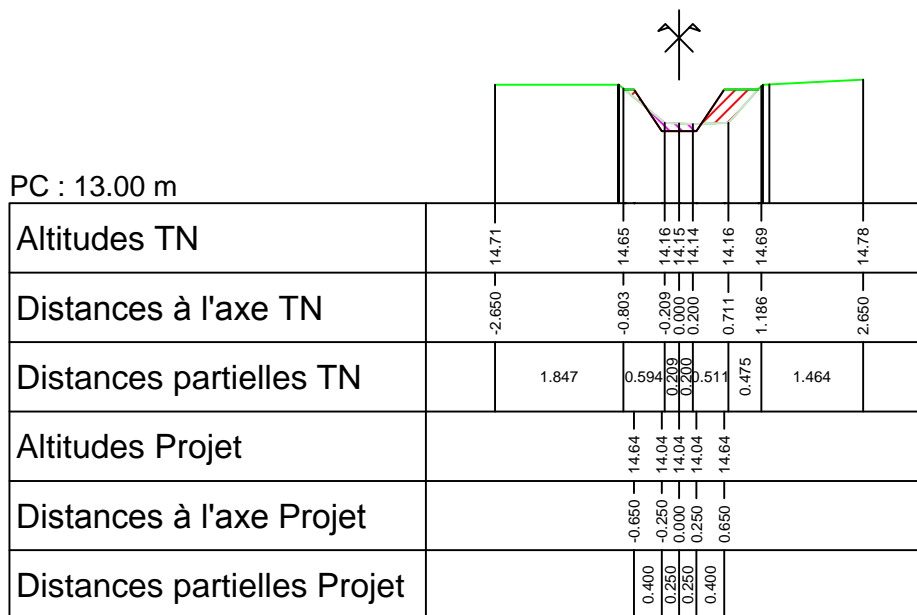 PC : 13.00 m
Altitudes TN
14.71 14.65 14.16 14.15 14.14 14.16 14.69 14.78
Distances à l'axe TN
-2.650 -0.803 -0.209 0.000 0.200 0.711 1.186 2.650
Distances partielles TN
1.847 0.594 0.209 0.200 0.511 0.475 1.464
Altitudes Projet
14.64 14.04 14.04 14.04 14.64
Distances à l'axe Projet
-0.650 -0.250 0.000 0.250 0.650
Distances partielles Projet
0.400 0.250 0.250 0.400